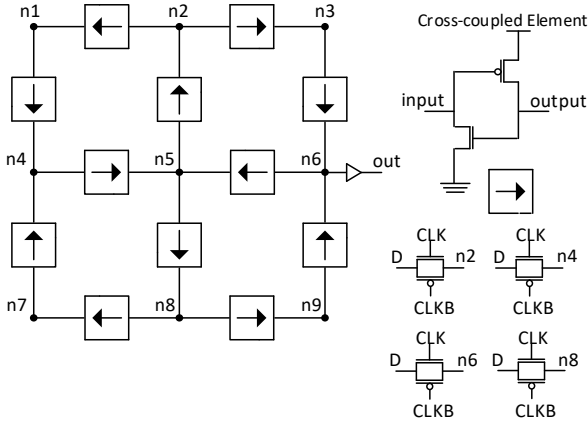 n1 n2 n3
Cross-coupled Element
input output
n4 n5 n6 out
CLK CLK
D n2 D n4
CLKB CLKB
n7 n8 n9
CLK CLK
D n6 D n8
CLKB CLKB